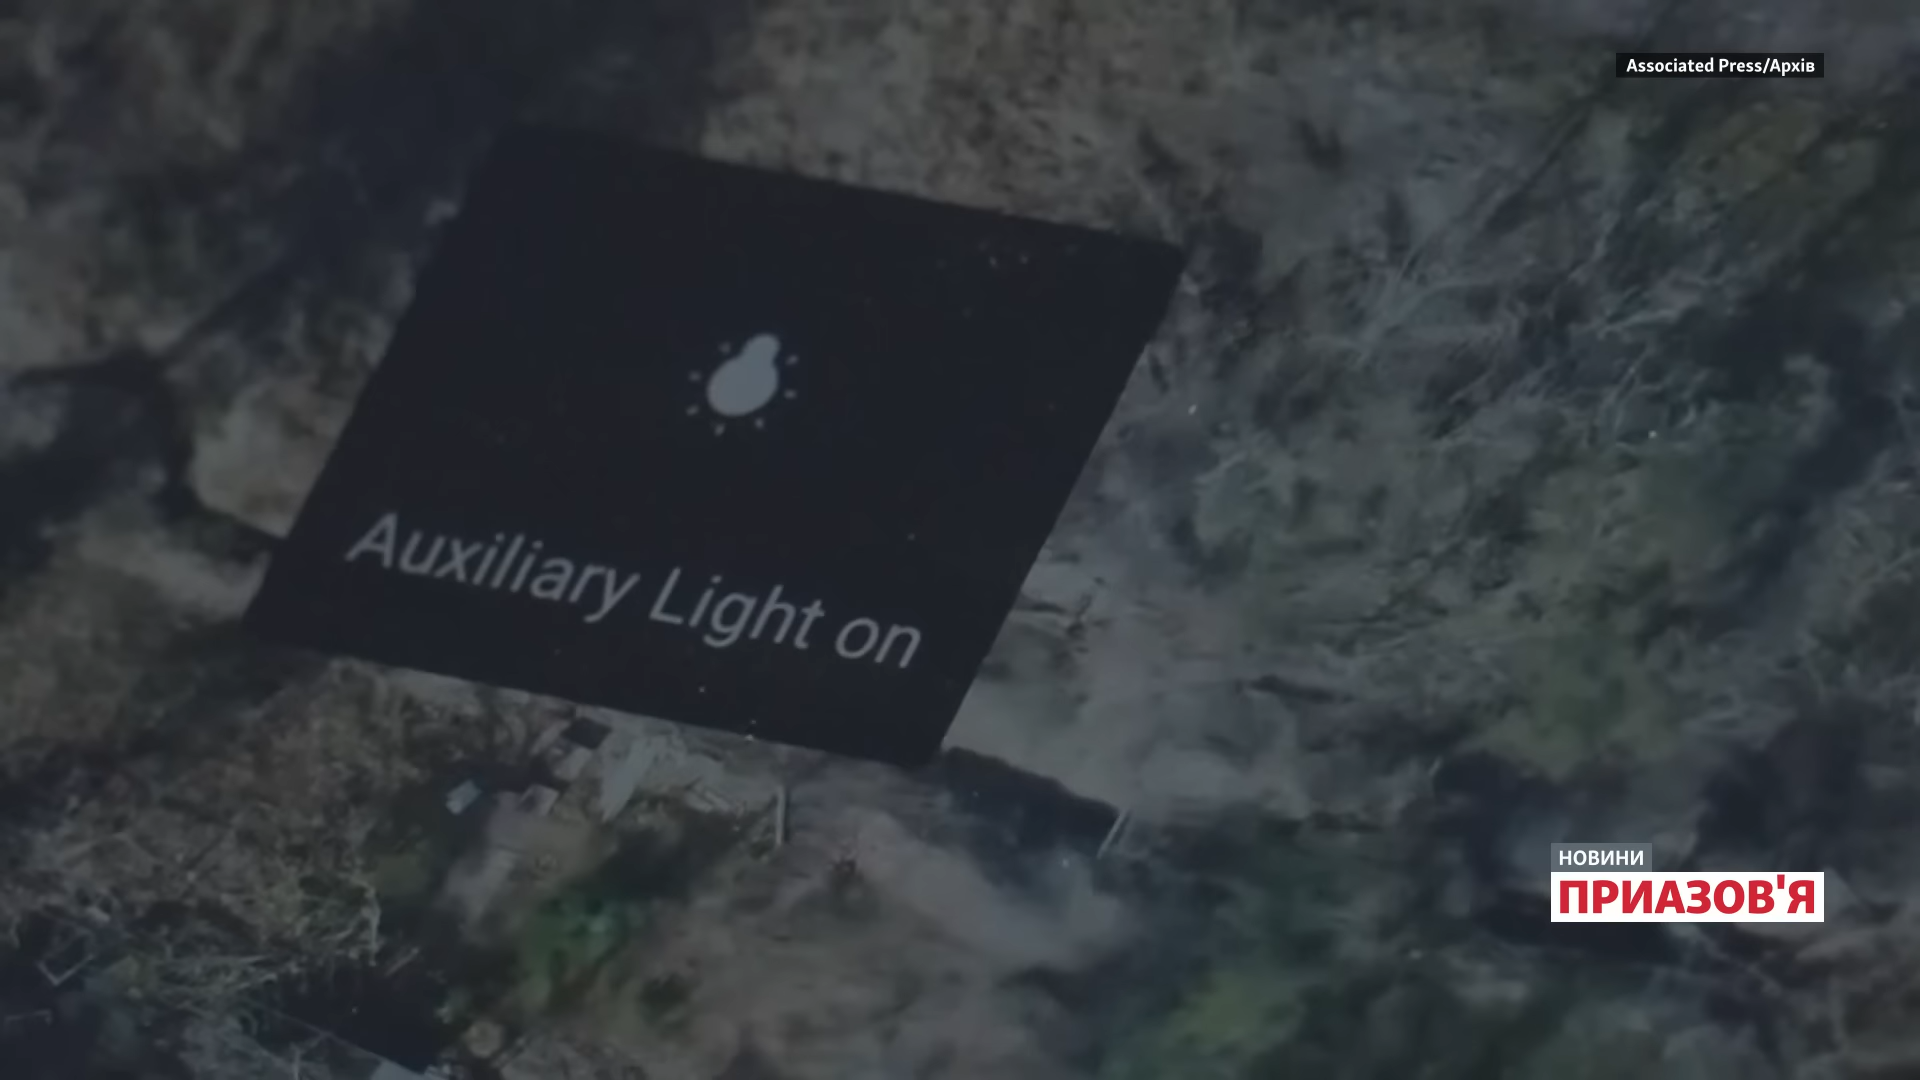 Associated Press/Архів
Auxiliary Light on
НОВИНИ
ПРИАЗОВ'Я